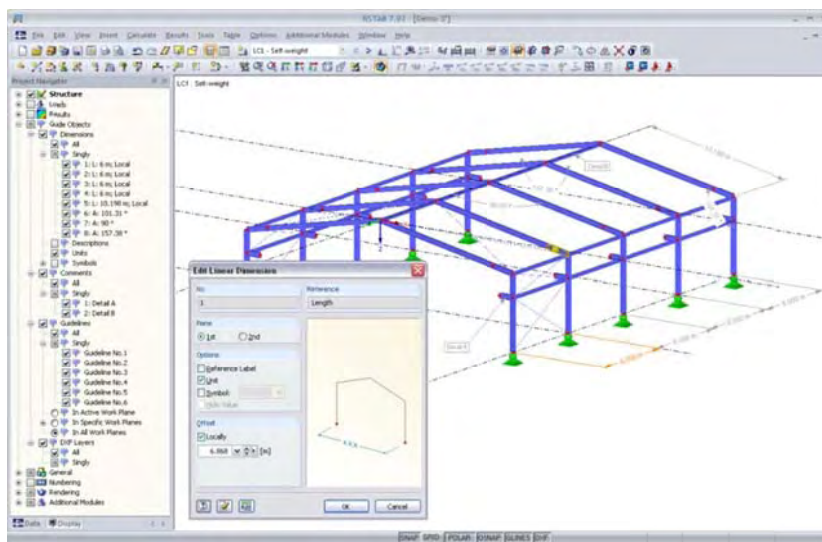 RSTAB 7.01 - [Demo 3*]
File Edit View Insert Calculate Results Tools Table Options Additional Modules Window Help
LC1 - Self-weight
Project Navigator
LC1 : Self-weight
Structure
Loads
Results
Guide Objects
Dimensions
All
Singly
1: L: 6 m; Local
2: L: 6 m; Local
3: L: 6 m; Local
4: L: 6 m; Local
5: L: 10.198 m; Local
6: A: 101.31 °
7: A: 90 °
8: A: 157.38 °
Descriptions
Units
Symbols
Comments
All
Singly
1: Detail A
2: Detail B
Guidelines
All
Singly
Guideline No.1
Guideline No.2
Guideline No.3
Guideline No.4
Guideline No.5
Guideline No.6
In Active Work Plane
In Specific Work Planes
In All Work Planes
DXF Layers
All
Singly
General
Numbering
Rendering
Additional Modules
Data Display
Detail B
Detail A
Edit Linear Dimension
No.
Reference
1
Length
Plane
1st 2nd
Options
Reference Label
Unit
Symbol:
Offset
Locally
6.068 [m]
OK Cancel
SNAP GRID POLAR OSNAP GLINES DXF